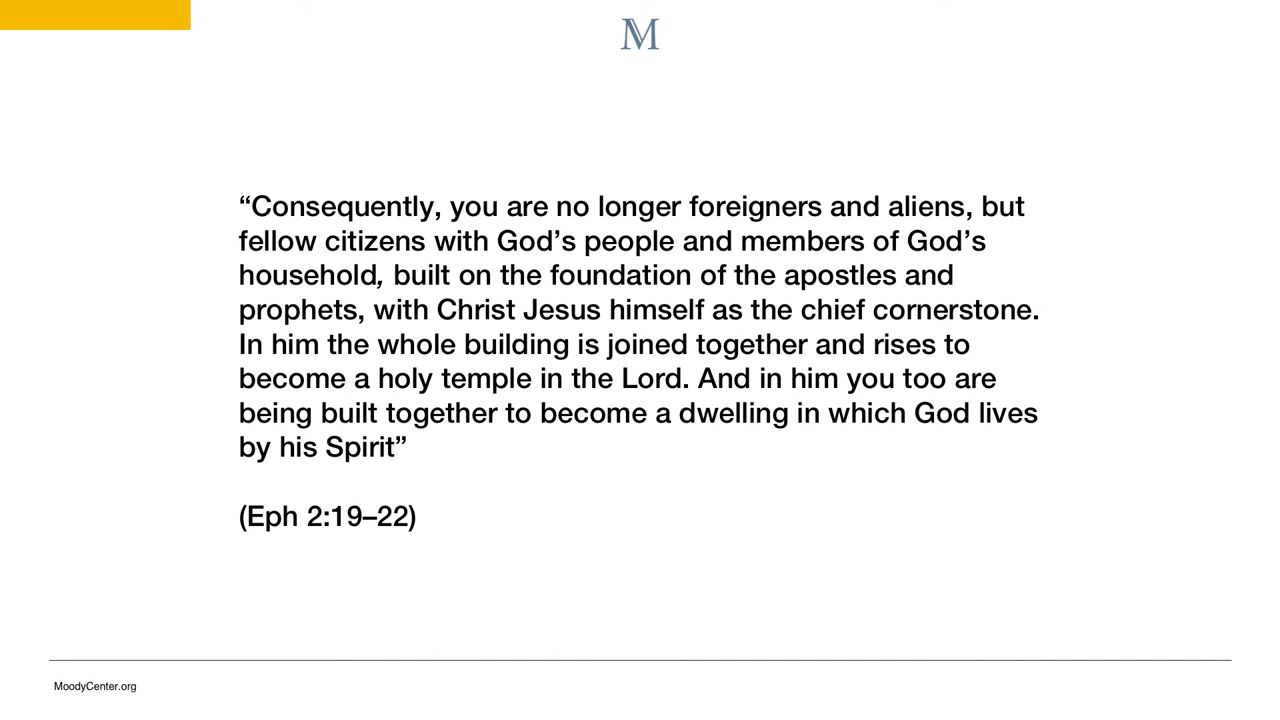 M
“Consequently, you are no longer foreigners and aliens, but
fellow citizens with God’s people and members of God’s
household, built on the foundation of the apostles and
prophets, with Christ Jesus himself as the chief cornerstone.
In him the whole building is joined together and rises to
become a holy temple in the Lord. And in him you too are
being built together to become a dwelling in which God lives
by his Spirit”
(Eph 2:19–22)
MoodyCenter.org